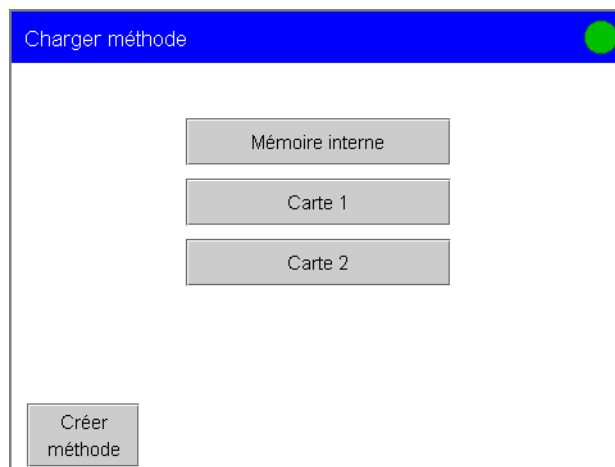 Charger méthode
Mémoire interne
Carte 1
Carte 2
Créer
méthode